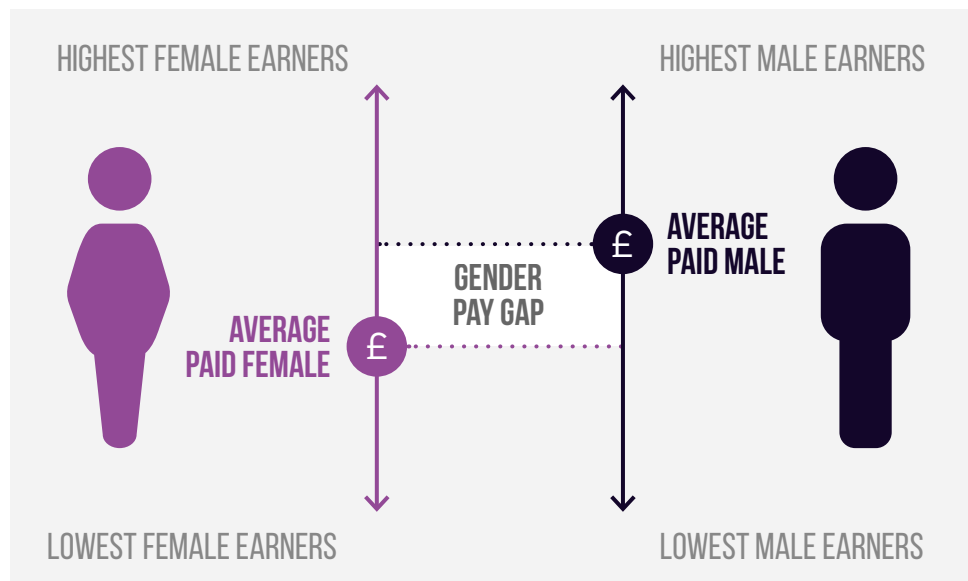 HIGHEST FEMALE EARNERS
HIGHEST MALE EARNERS
£
AVERAGE
PAID MALE
GENDER
PAY GAP
AVERAGE
PAID FEMALE
£
LOWEST FEMALE EARNERS
LOWEST MALE EARNERS